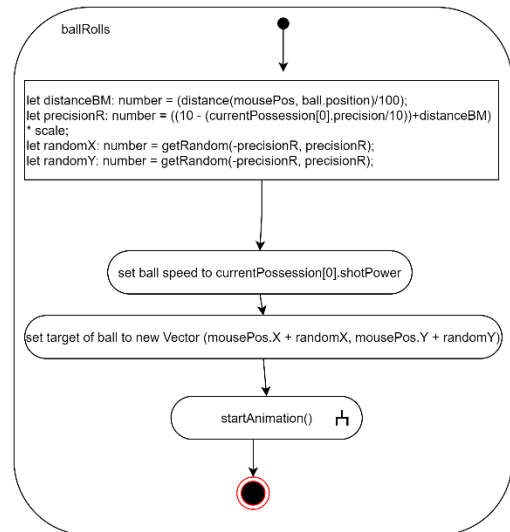 ballRolls
let distanceBM: number = (distance(mousePos, ball.position)/100);
let precisionR: number = ((10 - (currentPossession[0].precision/10))+distanceBM)
* scale;
let randomX: number = getRandom(-precisionR, precisionR);
let randomY: number = getRandom(-precisionR, precisionR);
set ball speed to currentPossession[0].shotPower
set target of ball to new Vector (mousePos.X + randomX, mousePos.Y + randomY)
startAnimation()